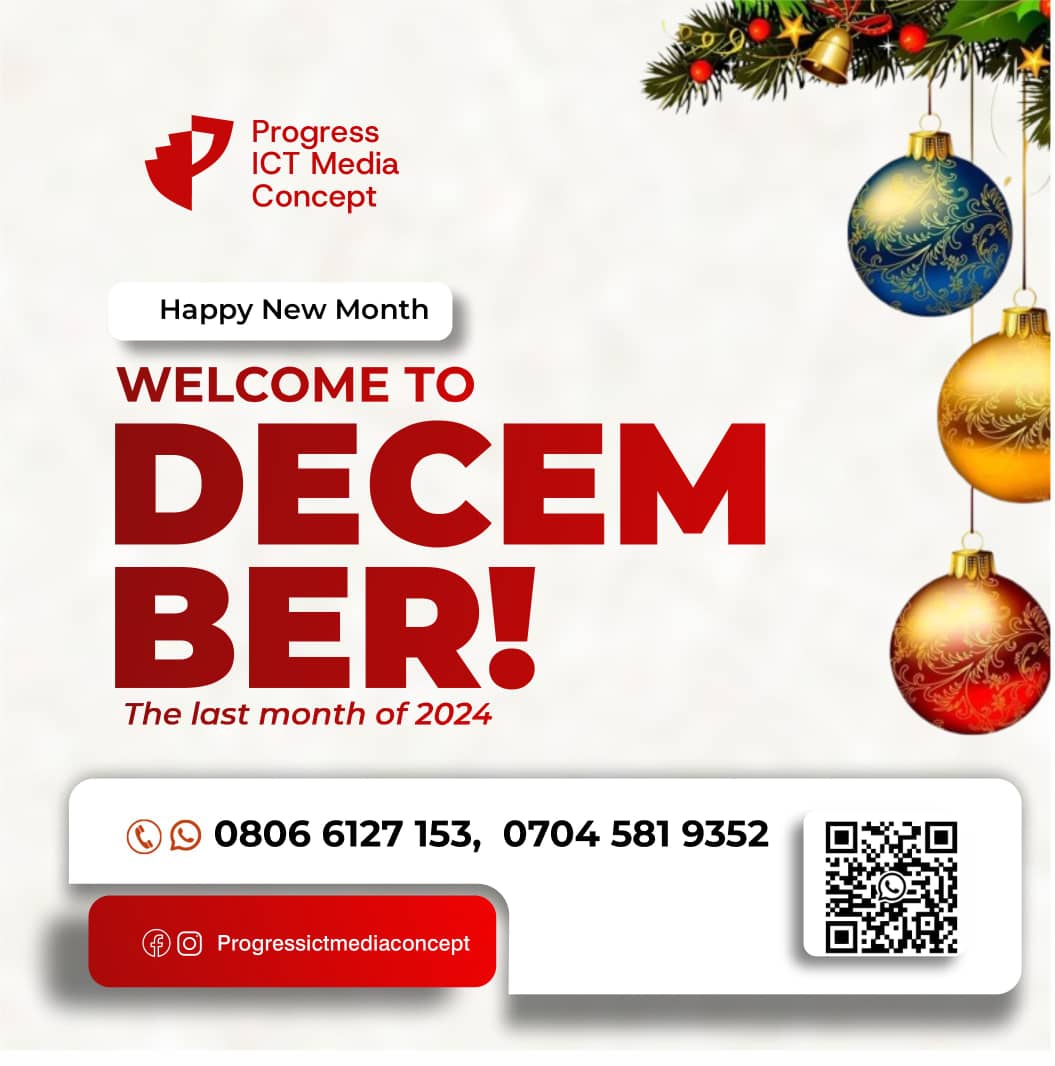 Progress
ICT Media
Concept
Happy New Month
WELCOME TO
DECEM
BER!
The last month of 2024
0806 6127 153, 0704 581 9352
Progressictmediaconcept